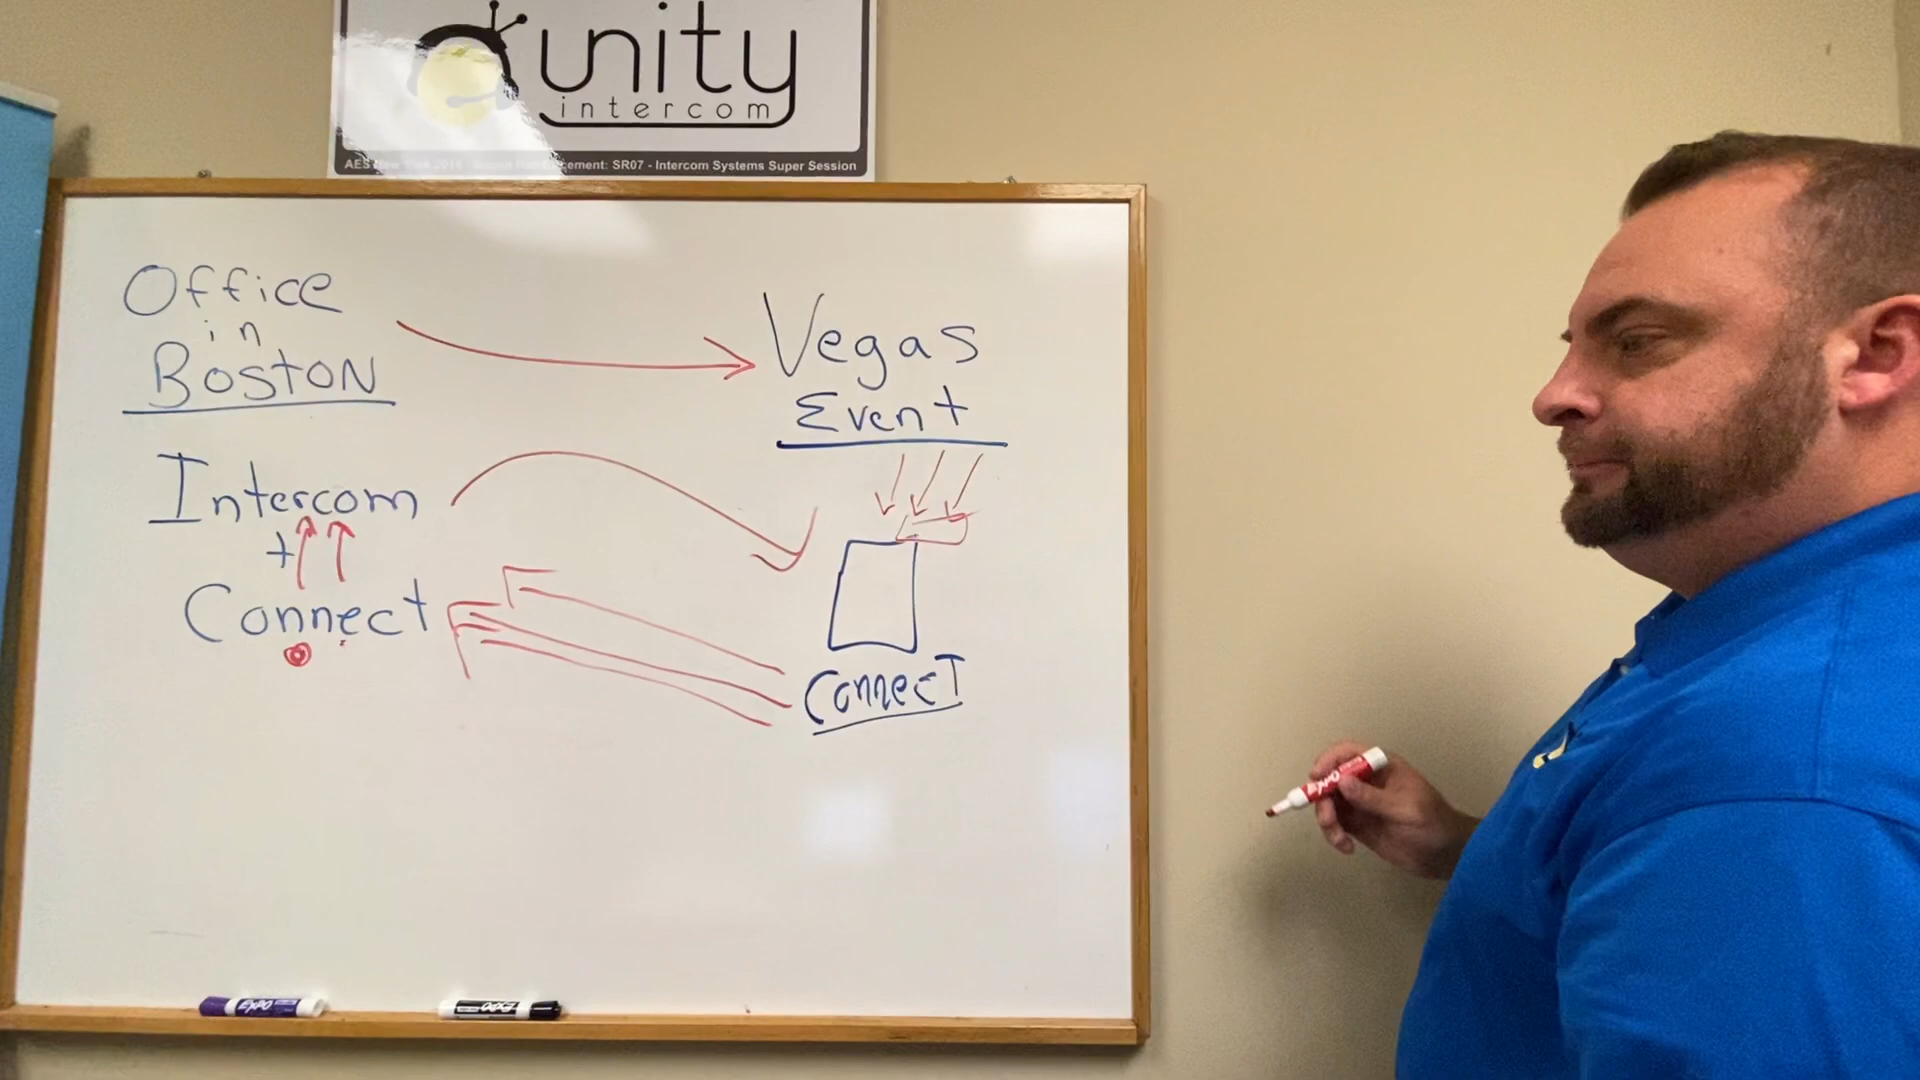 unity
intercom
AES New York 2018 Sound Reinforcement: SR07 - Intercom Systems Super Session
Office
in
BOSTON
Intercom
+
Connect
Vegas
Event
Connect
EXPO
EXPO